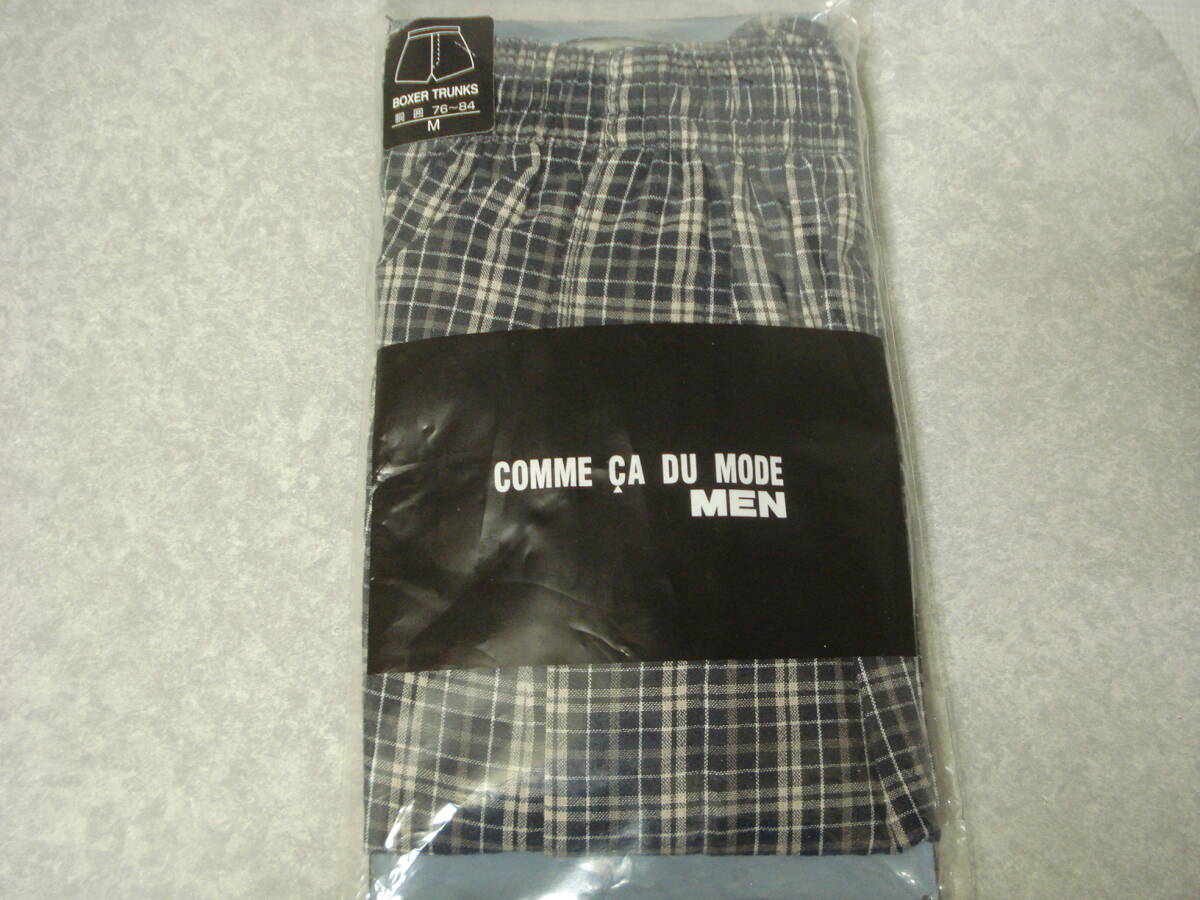 BOXER TRUNKS
胴囲 76~84
M
COMME ÇA DU MODE
MEN